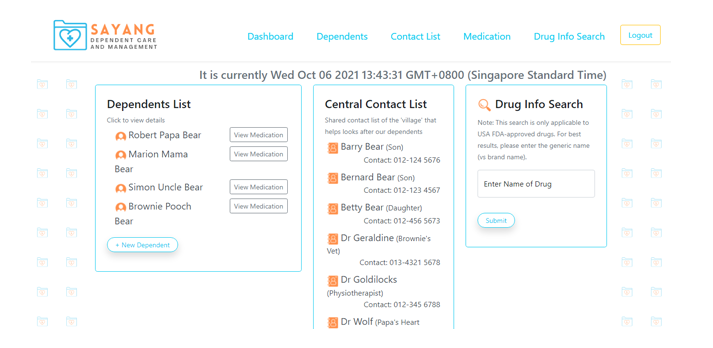 SAYANG
DEPENDENT CARE
AND MANAGEMENT
Dashboard
Dependents
Contact List
Medication
Drug Info Search
Logout
It is currently Wed Oct 06 2021 13:43:31 GMT+0800 (Singapore Standard Time)
Dependents List
Click to view details
Robert Papa Bear
View Medication
Marion Mama
Bear
View Medication
Simon Uncle Bear
View Medication
Brownie Pooch
Bear
View Medication
+ New Dependent
Central Contact List
Shared contact list of the 'village' that
helps looks after our dependents
Barry Bear (Son)
Contact: 012-124 5676
Bernard Bear (Son)
Contact: 012-123 4567
Betty Bear (Daughter)
Contact: 012-456 5673
Dr Geraldine (Brownie's
Vet)
Contact: 013-4321 5678
Dr Goldilocks
(Physiotherapist)
Contact: 012-345 6788
Dr Wolf (Papa's Heart
Drug Info Search
Note: This search is only applicable to
USA FDA-approved drugs. For best
results, please enter the generic name
(vs brand name).
Enter Name of Drug
Submit